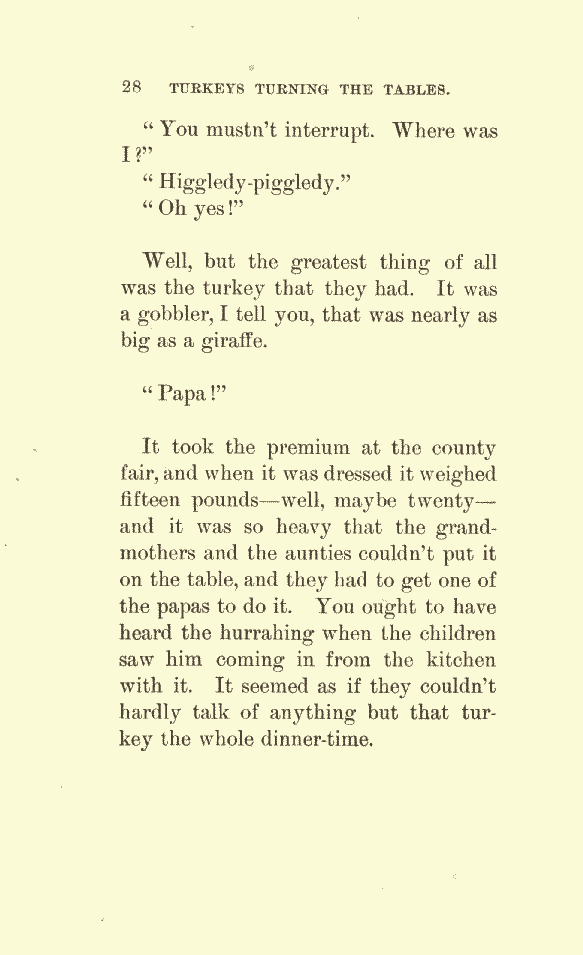 28 TURKEYS TURNING THE TABLES.
“ You mustn’t interrupt. Where was
I?”
“ Higgledy-piggledy.”
“ Oh yes!”
Well, but the greatest thing of all
was the turkey that they had. It was
a gobbler, I tell you, that was nearly as
big as a giraffe.
“ Papa!”
It took the premium at the county
fair, and when it was dressed it weighed
fifteen pounds—well, maybe twenty—
and it was so heavy that the grand-
mothers and the aunties couldn’t put it
on the table, and they had to get one of
the papas to do it. You ought to have
heard the hurrahing when the children
saw him coming in from the kitchen
with it. It seemed as if they couldn’t
hardly talk of anything but that tur-
key the whole dinner-time.